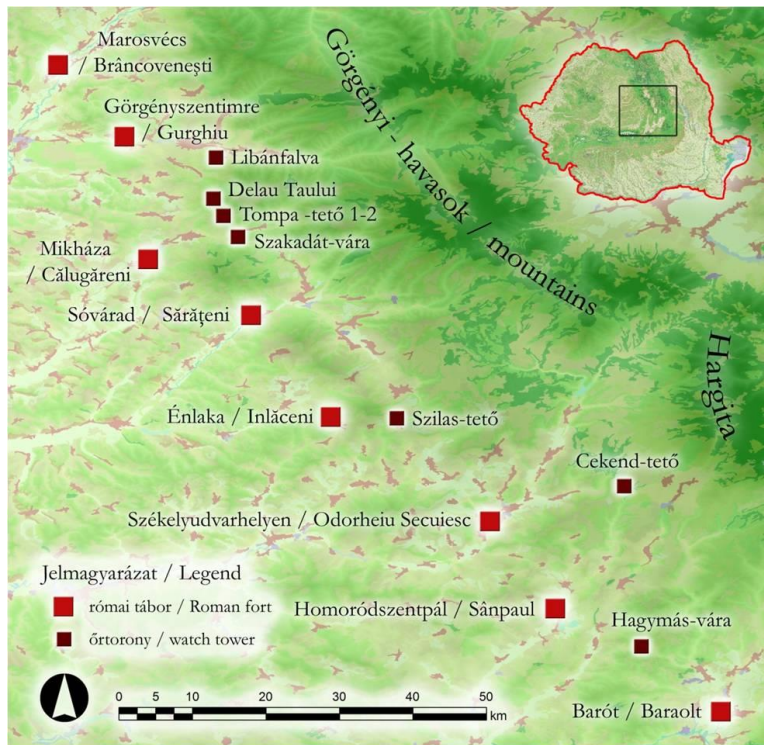 Marosvécs
/ Brâncovenești
Görgényszentimre
/ Gurghiu
Libánfalva
Delau Taului
Tompa -tető 1-2
Szakadát-vára
Mikháza
/ Călugăreni
Sóvárad / Sărățeni
Görgényi - havasok / mountains
Hargita
Énlaka / Inlăceni
Szilas-tető
Cekend-tető
Székelyudvarhelyen / Odorheiu Secuiesc
Jelmagyarázat / Legend
római tábor / Roman fort
őrtorony / watch tower
Homoródszentpál / Sânpaul
Hagymás-vára
Barót / Baraolt
0 5 10 20 30 40 50
km